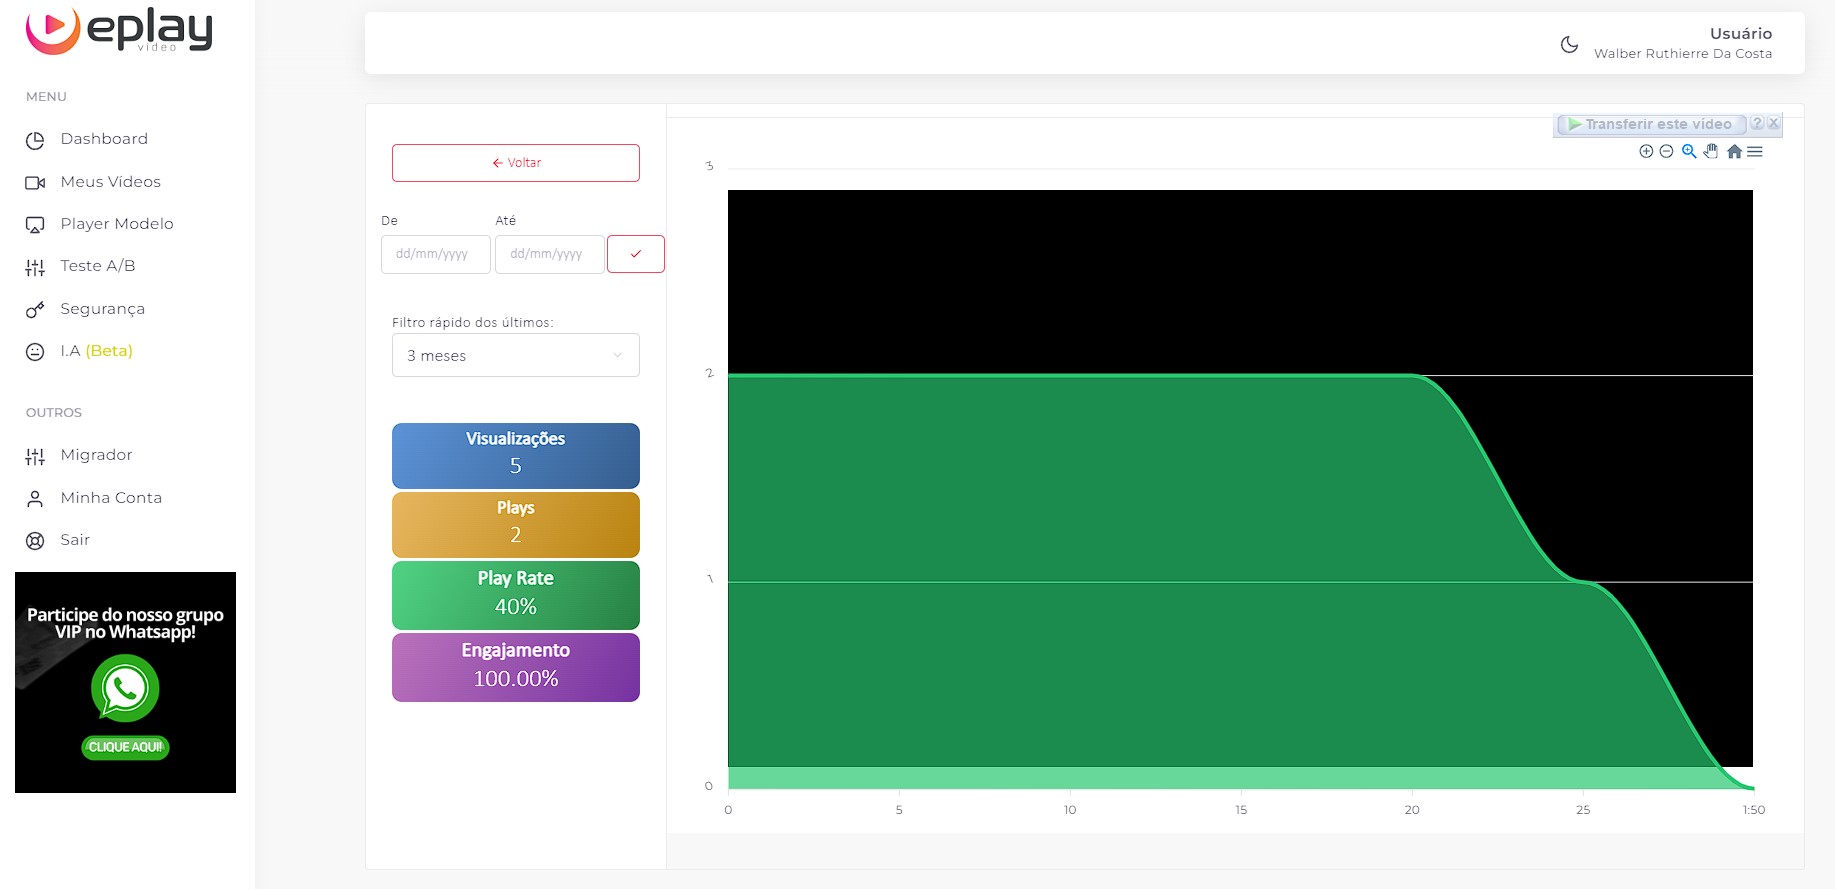 eplay
video
MENU
Dashboard
Meus Vídeos
Player Modelo
Teste A/B
Segurança
I.A (Beta)
OUTROS
Migrador
Minha Conta
Sair
Participe do nosso grupo
VIP no Whatsapp!
CLIQUE AQUI!
Usuário
Walber Ruthierre Da Costa
Voltar
De Até
dd/mm/yyyy dd/mm/yyyy
Filtro rápido dos últimos:
3 meses
Visualizações
5
Plays
2
Play Rate
40%
Engajamento
100.00%
Transferir este vídeo ? X
3
2
1
0
0 5 10 15 20 25 1:50